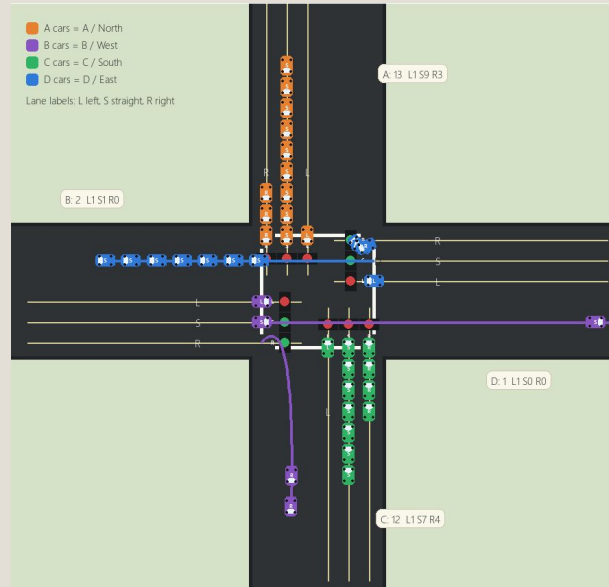 A cars = A / North
B cars = B / West
C cars = C / South
D cars = D / East
Lane labels: L left, S straight, R right
A: 13 L1 S9 R3
R
L
B: 2 L1 S1 R0
R
S
L
L
S
R
D: 1 L1 S0 R0
L
C: 12 L1 S7 R4